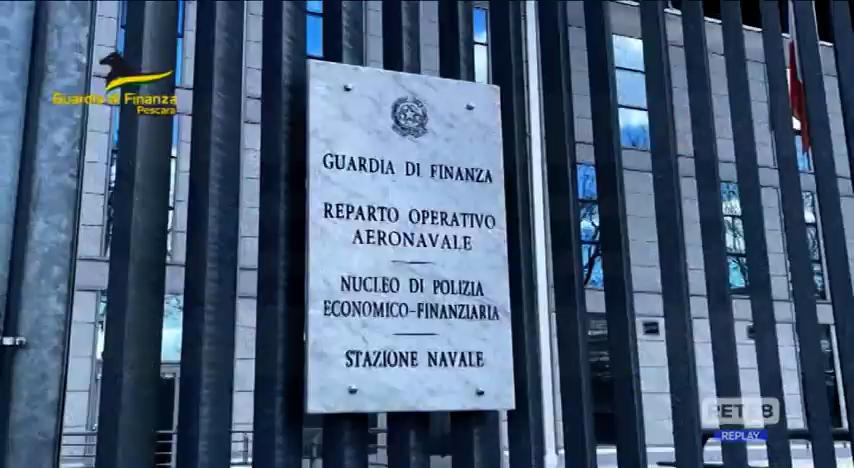 Guardia di Finanza
Pescara
GUARDIA DI FINANZA
REPARTO OPERATIVO
AERONAVALE
NUCLEO DI POLIZIA
ECONOMICO-FINANZIARIA
STAZIONE NAVALE
RETE8
REPLAY